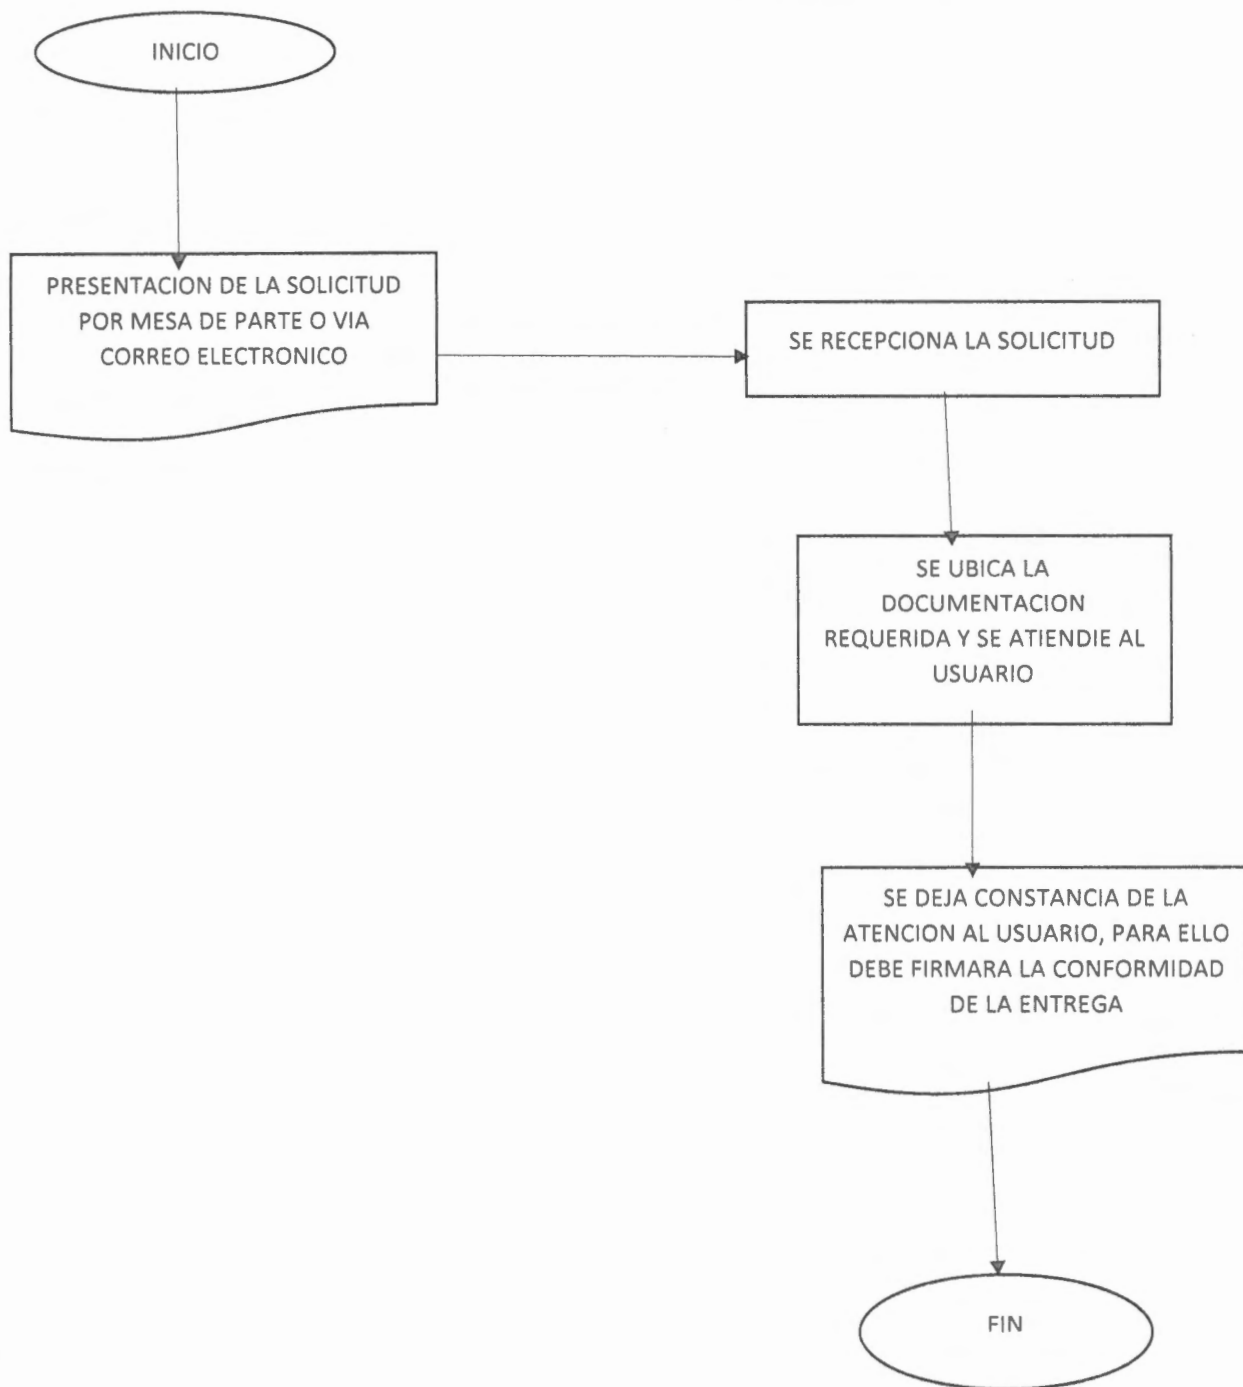 INICIO
PRESENTACION DE LA SOLICITUD
POR MESA DE PARTE O VIA
CORREO ELECTRONICO
SE RECEPCIONA LA SOLICITUD
SE UBICA LA
DOCUMENTACION
REQUERIDA Y SE ATIENDIE AL
USUARIO
SE DEJA CONSTANCIA DE LA
ATENCION AL USUARIO, PARA ELLO
DEBE FIRMARA LA CONFORMIDAD
DE LA ENTREGA
FIN